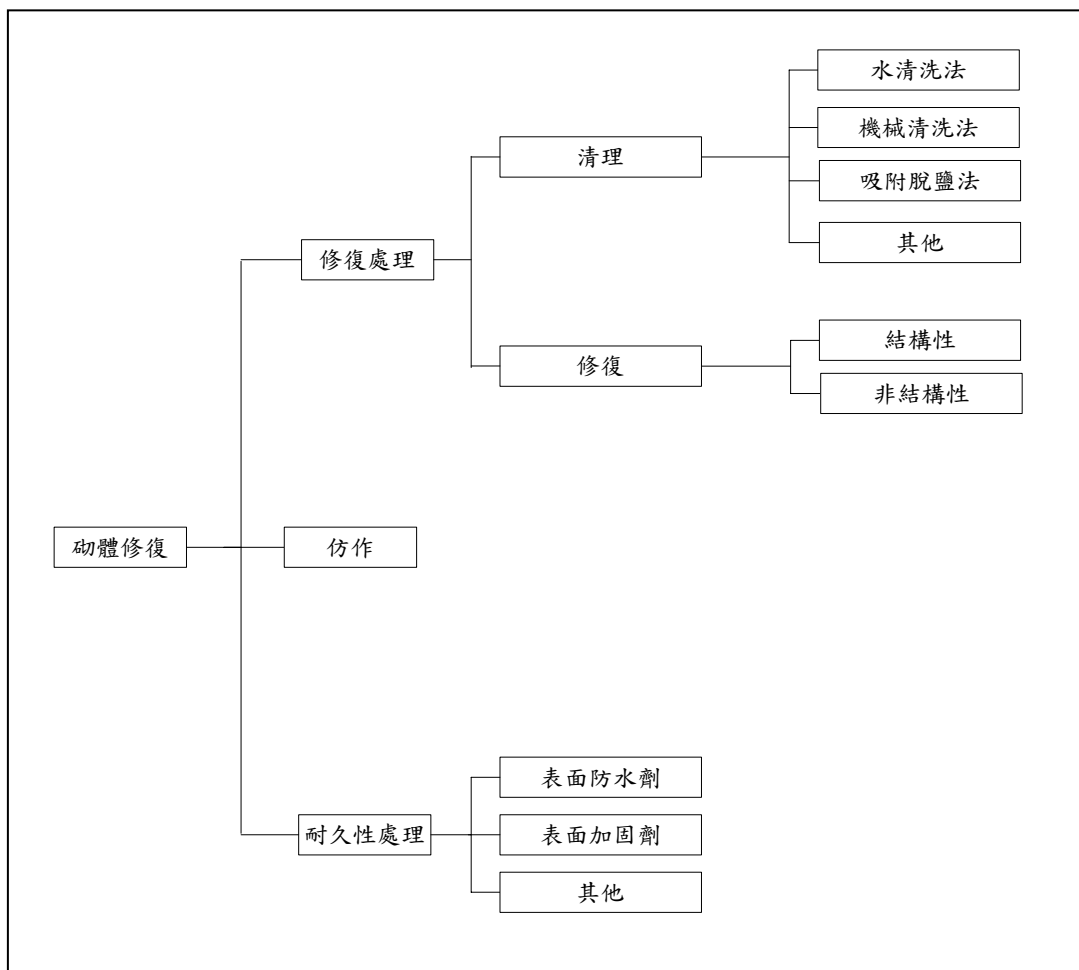 水清洗法
機械清洗法
清理
吸附脫鹽法
其他
修復處理
結構性
修復
非結構性
砌體修復
仿作
表面防水劑
耐久性處理
表面加固劑
其他